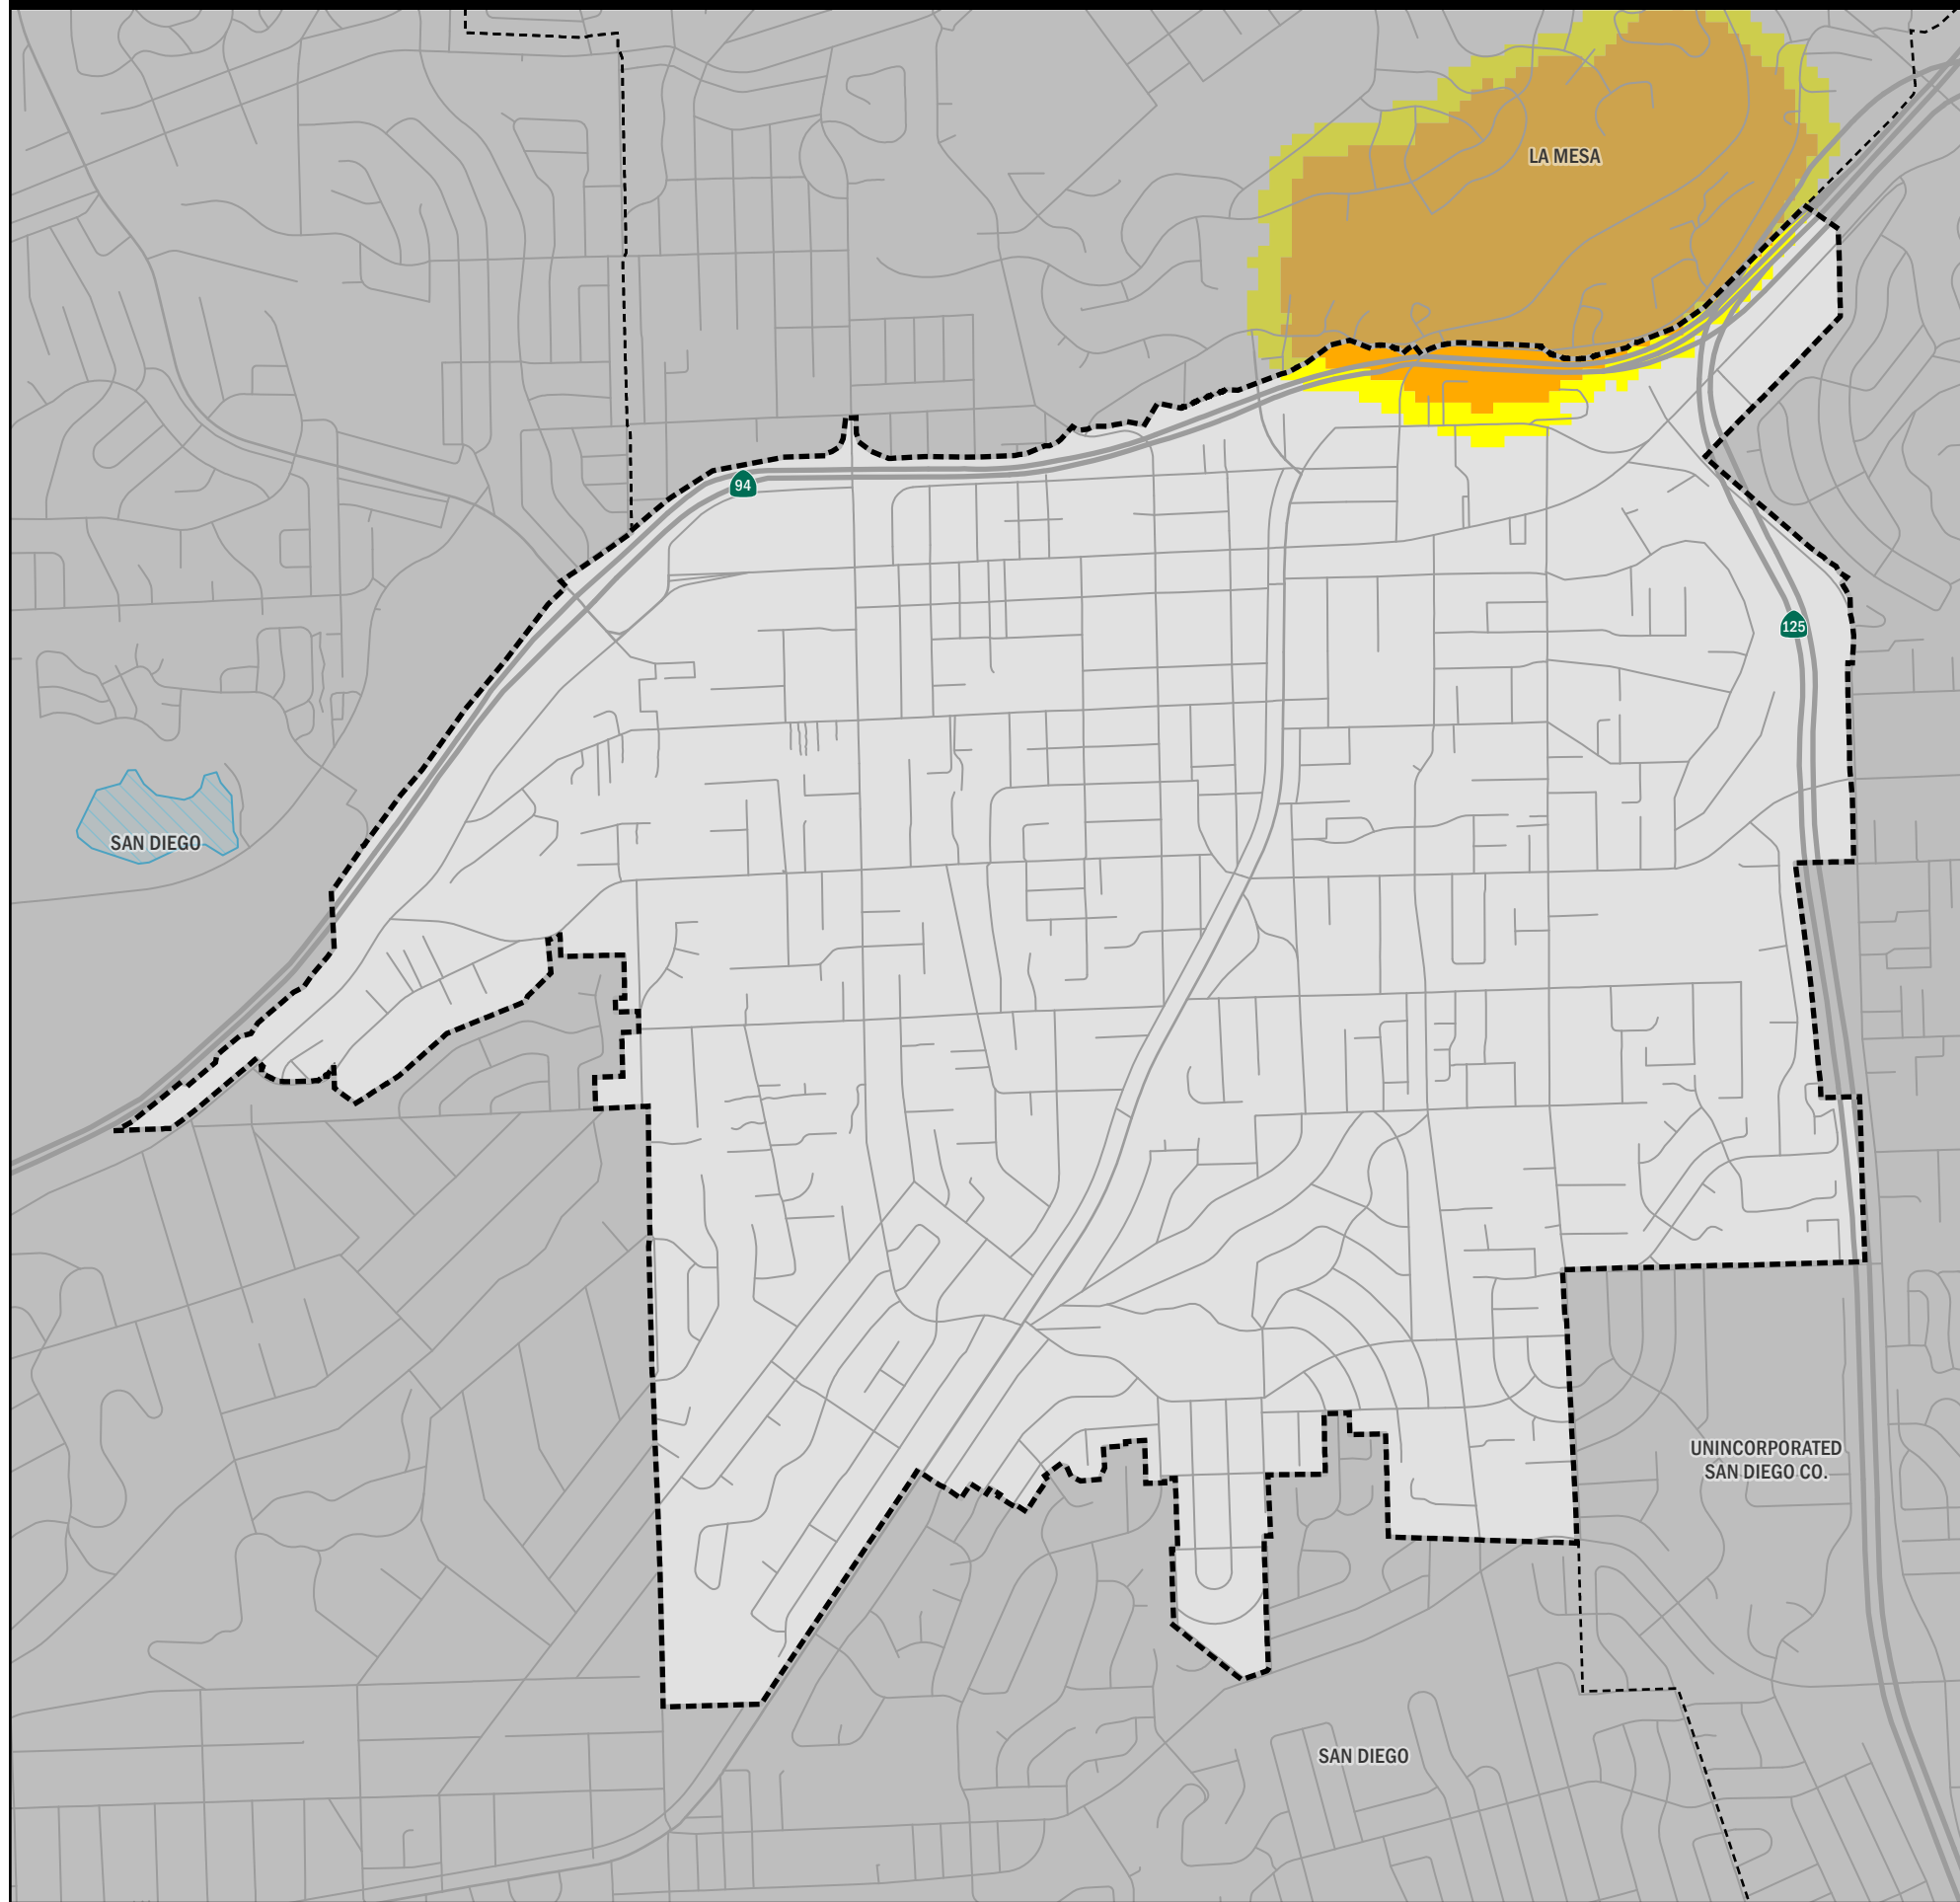 LA MESA
94
125
SAN DIEGO
UNINCORPORATED
SAN DIEGO CO.
SAN DIEGO